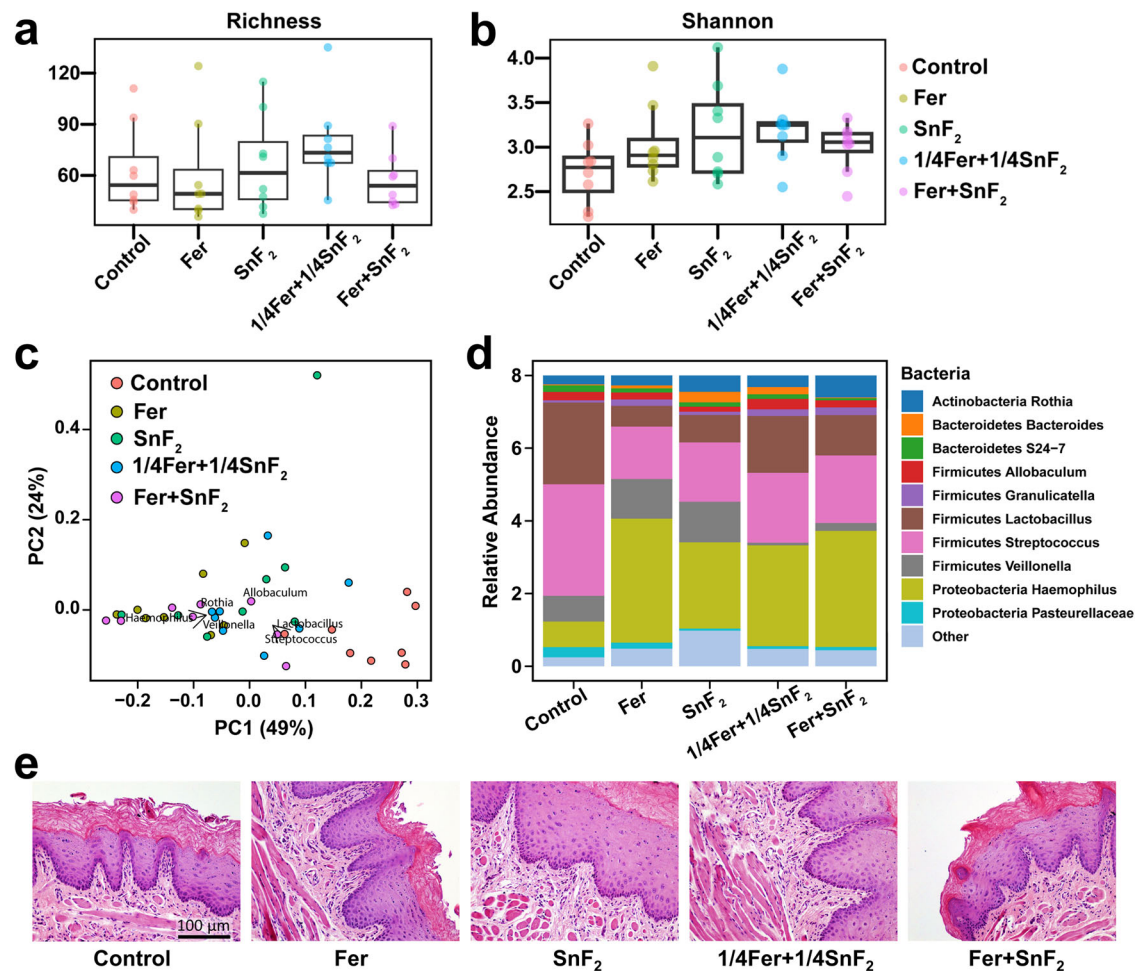 a
Richness
120
90
60
Control
Fer
SnF₂
1/4Fer+1/4SnF₂
Fer+SnF₂
b
Shannon
4.0
3.5
3.0
2.5
Control
Fer
SnF₂
1/4Fer+1/4SnF₂
Fer+SnF₂
Control
Fer
SnF₂
1/4Fer+1/4SnF₂
Fer+SnF₂
c
Control
Fer
SnF₂
1/4Fer+1/4SnF₂
Fer+SnF₂
PC2 (24%)
0.4
0.2
0.0
Allobaculum
Rothia
Haemophilus
Veillonella
Lactobacillus
Streptococcus
−0.2
−0.1
0.0
0.1
0.2
0.3
PC1 (49%)
d
Relative Abundance
8
6
4
2
0
Control
Fer
SnF₂
1/4Fer+1/4SnF₂
Fer+SnF₂
Bacteria
Actinobacteria Rothia
Bacteroidetes Bacteroides
Bacteroidetes S24−7
Firmicutes Allobaculum
Firmicutes Granulicatella
Firmicutes Lactobacillus
Firmicutes Streptococcus
Firmicutes Veillonella
Proteobacteria Haemophilus
Proteobacteria Pasteurellaceae
Other
e
100 μm
Control
Fer
SnF₂
1/4Fer+1/4SnF₂
Fer+SnF₂